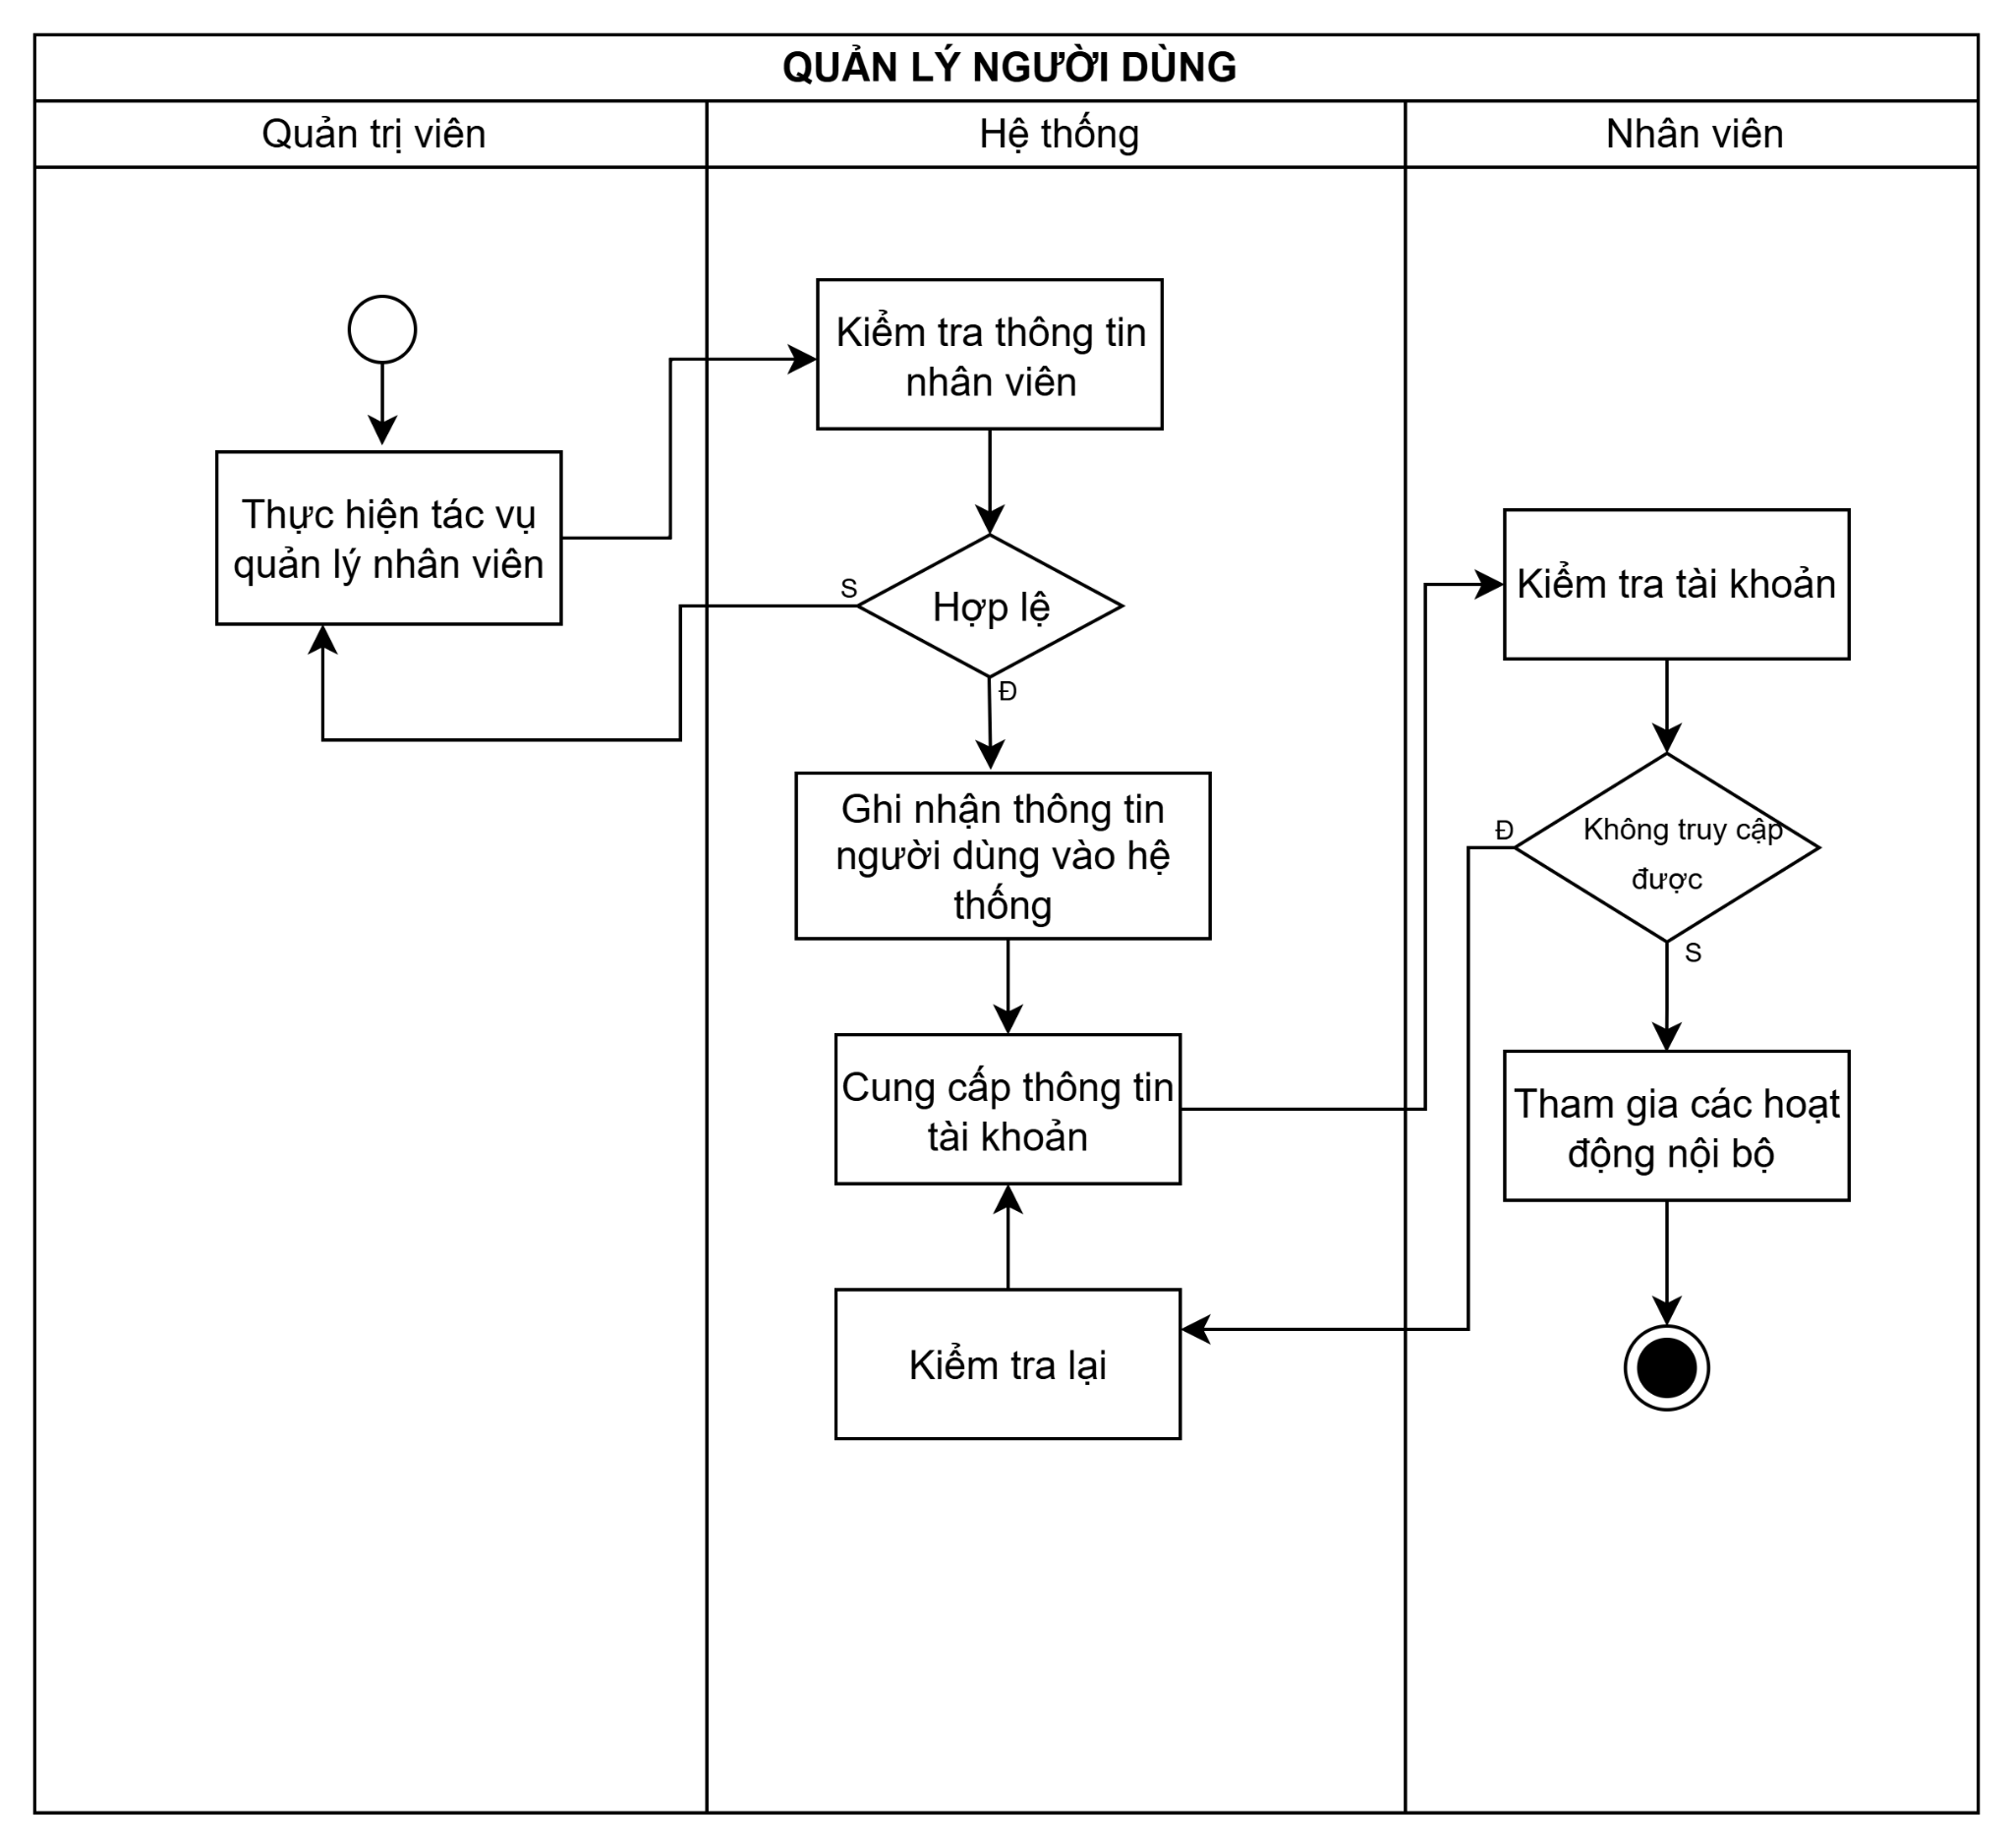 QUẢN LÝ NGƯỜI DÙNG
Quản trị viên
Hệ thống
Nhân viên
Thực hiện tác vụ
quản lý nhân viên
Kiểm tra thông tin
nhân viên
S
Hợp lệ
Đ
Ghi nhận thông tin
người dùng vào hệ
thống
Cung cấp thông tin
tài khoản
Kiểm tra lại
Kiểm tra tài khoản
Đ
Không truy cập
được
S
Tham gia các hoạt
động nội bộ